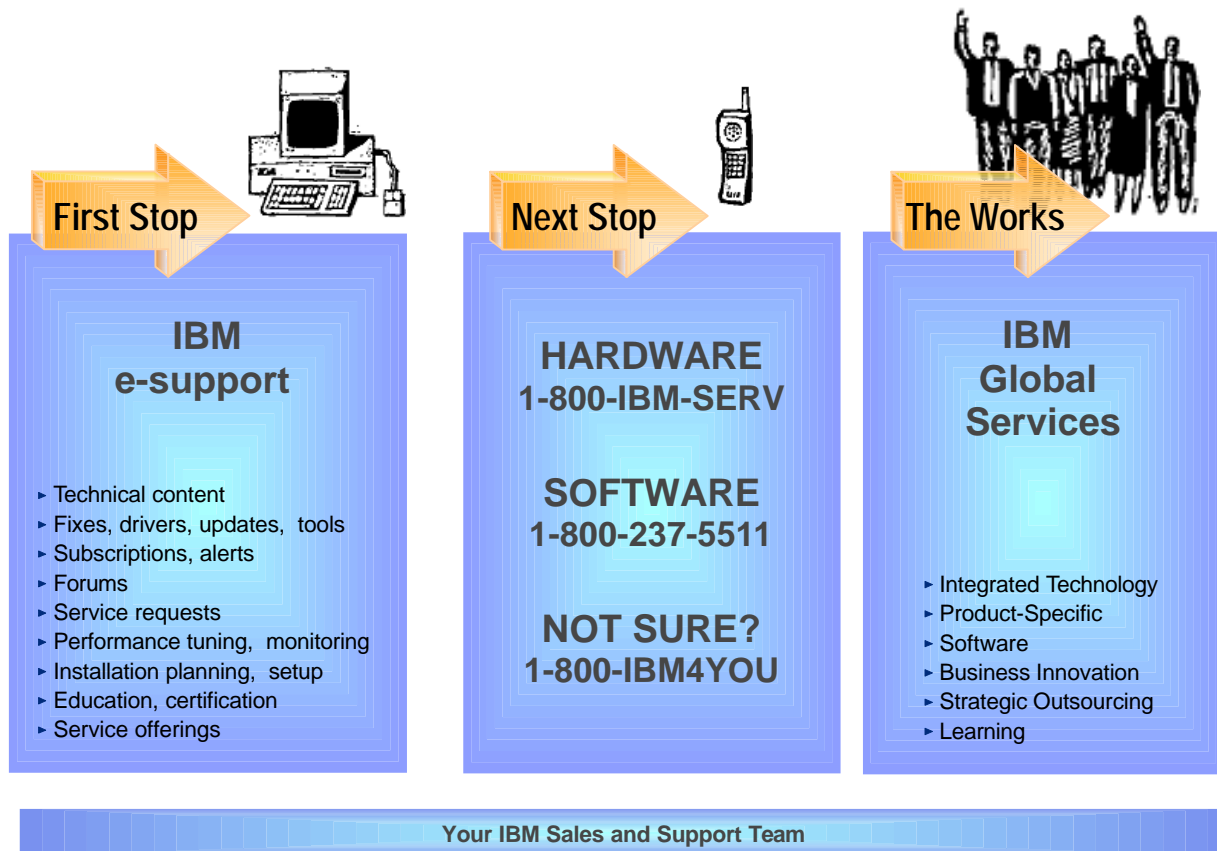 First Stop
IBM
e-support
Technical content
Fixes, drivers, updates, tools
Subscriptions, alerts
Forums
Service requests
Performance tuning, monitoring
Installation planning, setup
Education, certification
Service offerings
Next Stop
HARDWARE
1-800-IBM-SERV
SOFTWARE
1-800-237-5511
NOT SURE?
1-800-IBM4YOU
The Works
IBM
Global
Services
Integrated Technology
Product-Specific
Software
Business Innovation
Strategic Outsourcing
Learning
Your IBM Sales and Support Team